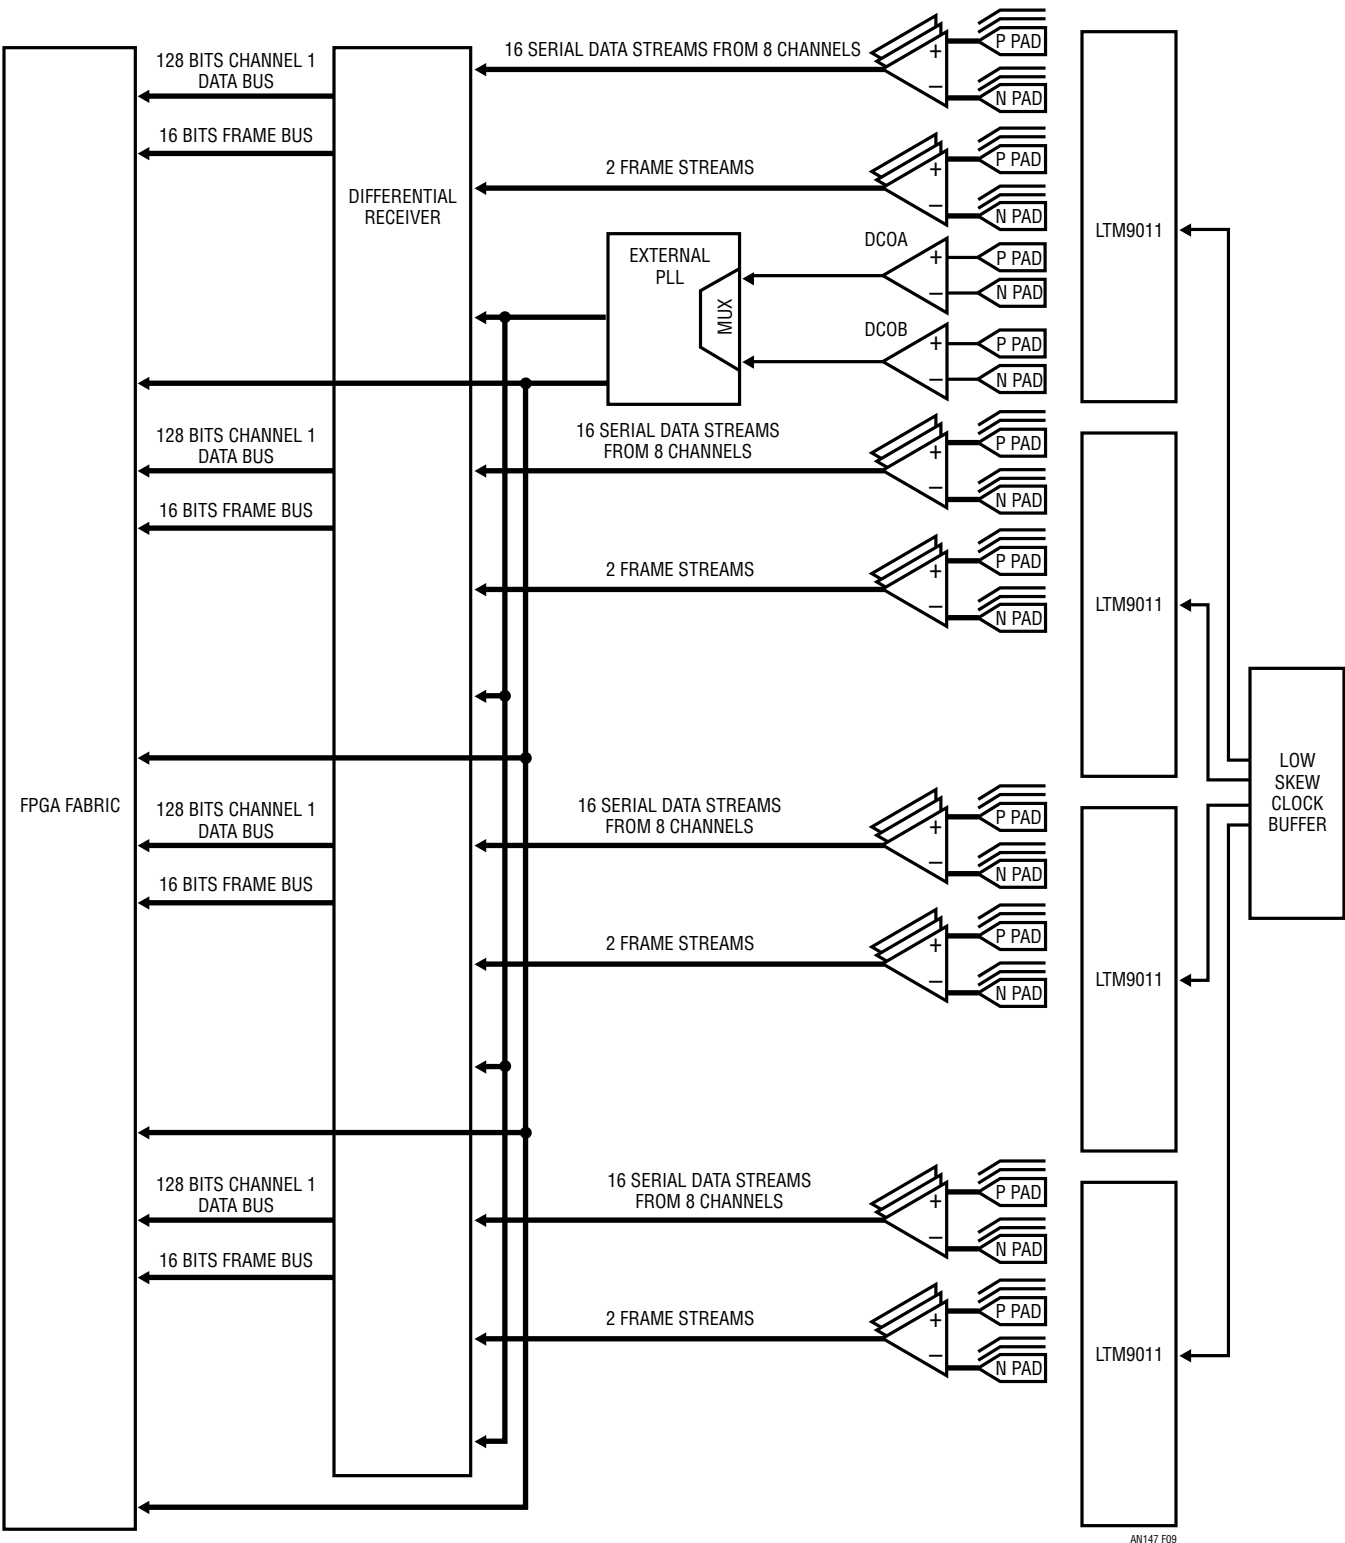 16 SERIAL DATA STREAMS FROM 8 CHANNELS
P PAD
128 BITS CHANNEL 1
DATA BUS
+
–
N PAD
16 BITS FRAME BUS
2 FRAME STREAMS
P PAD
+
–
N PAD
DIFFERENTIAL
RECEIVER
LTM9011
DCOA
EXTERNAL
PLL
MUX
P PAD
+
–
N PAD
DCOB
P PAD
+
–
N PAD
128 BITS CHANNEL 1
DATA BUS
16 SERIAL DATA STREAMS
FROM 8 CHANNELS
P PAD
+
–
N PAD
16 BITS FRAME BUS
2 FRAME STREAMS
P PAD
+
–
N PAD
LTM9011
LOW
SKEW
CLOCK
BUFFER
FPGA FABRIC
128 BITS CHANNEL 1
DATA BUS
16 SERIAL DATA STREAMS
FROM 8 CHANNELS
P PAD
+
–
N PAD
16 BITS FRAME BUS
2 FRAME STREAMS
P PAD
+
–
N PAD
LTM9011
128 BITS CHANNEL 1
DATA BUS
16 SERIAL DATA STREAMS
FROM 8 CHANNELS
P PAD
+
–
N PAD
16 BITS FRAME BUS
2 FRAME STREAMS
P PAD
+
–
N PAD
LTM9011
AN147 F09